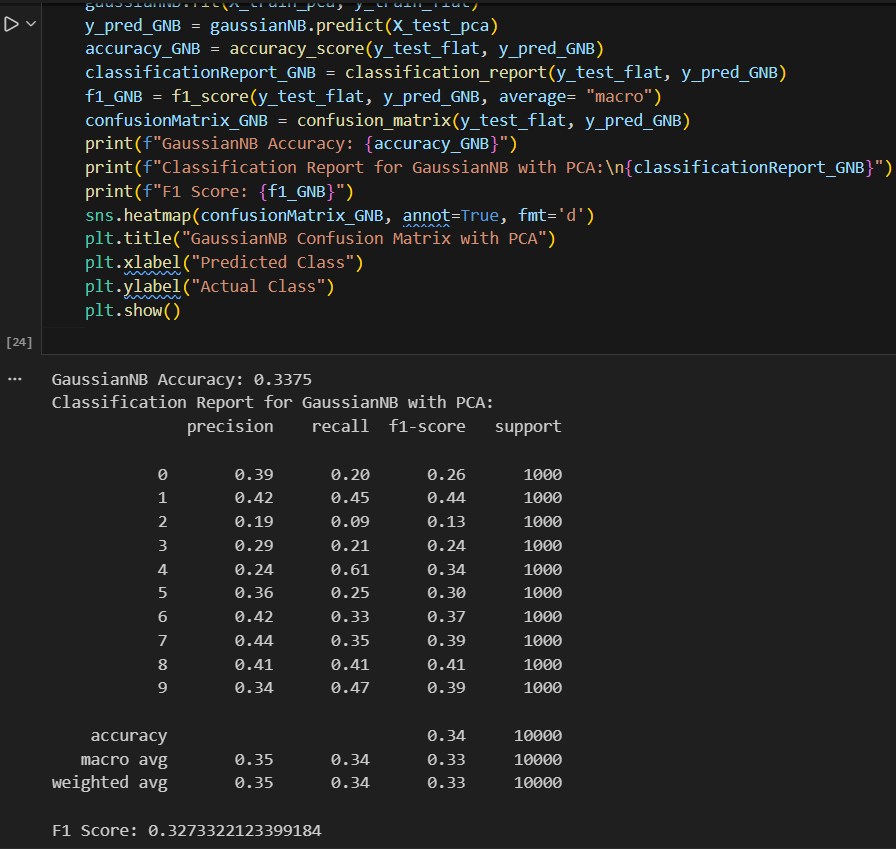 gaussianNB.fit(X_train_pca, y_train_flat)
y_pred_GNB = gaussianNB.predict(X_test_pca)
accuracy_GNB = accuracy_score(y_test_flat, y_pred_GNB)
classificationReport_GNB = classification_report(y_test_flat, y_pred_GNB)
f1_GNB = f1_score(y_test_flat, y_pred_GNB, average= "macro")
confusionMatrix_GNB = confusion_matrix(y_test_flat, y_pred_GNB)
print(f"GaussianNB Accuracy: {accuracy_GNB}")
print(f"Classification Report for GaussianNB with PCA:\n{classificationReport_GNB}")
print(f"F1 Score: {f1_GNB}")
sns.heatmap(confusionMatrix_GNB, annot=True, fmt='d')
plt.title("GaussianNB Confusion Matrix with PCA")
plt.xlabel("Predicted Class")
plt.ylabel("Actual Class")
plt.show()
[24]
GaussianNB Accuracy: 0.3375
Classification Report for GaussianNB with PCA:
precision recall f1-score support
0 0.39 0.20 0.26 1000
1 0.42 0.45 0.44 1000
2 0.19 0.09 0.13 1000
3 0.29 0.21 0.24 1000
4 0.24 0.61 0.34 1000
5 0.36 0.25 0.30 1000
6 0.42 0.33 0.37 1000
7 0.44 0.35 0.39 1000
8 0.41 0.41 0.41 1000
9 0.34 0.47 0.39 1000
accuracy 0.34 10000
macro avg 0.35 0.34 0.33 10000
weighted avg 0.35 0.34 0.33 10000
F1 Score: 0.3273322123399184